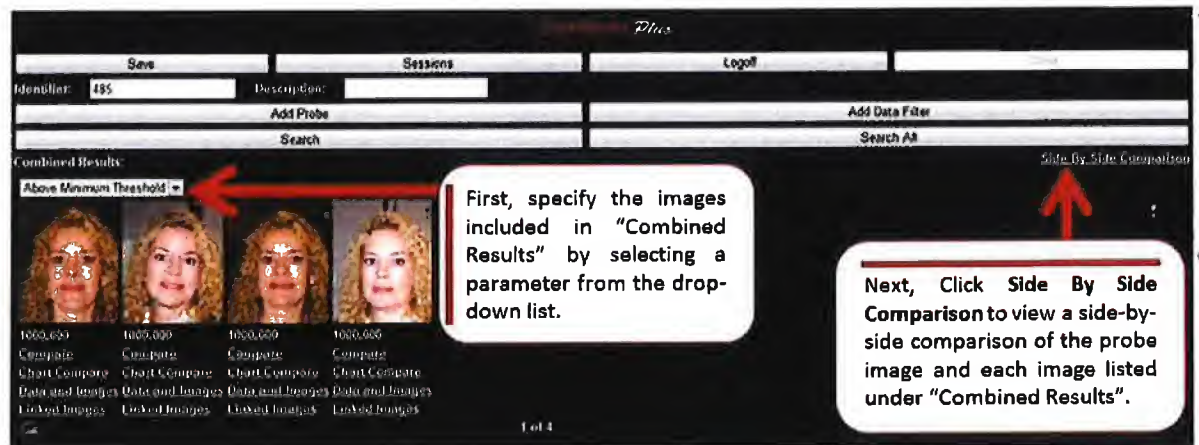 Plus
Save Sessions Logoff
Identifier: 485 Description:
Add Probe Add Data Filter
Search Search All
Combined Results:
Side By Side Comparison
Above Minimum Threshold
First, specify the images
included in "Combined
Results" by selecting a
parameter from the drop-
down list.
Next, Click Side By Side
Comparison to view a side-by-
side comparison of the probe
image and each image listed
under "Combined Results".
1000.000 1000.000 1000.000 1000.000
Compare Compare Compare Compare
Chart Compare Chart Compare Chart Compare Chart Compare
Data and Images Data and Images Data and Images Data and Images
Linked Images Linked Images Linked Images Linked Images
1 of 4